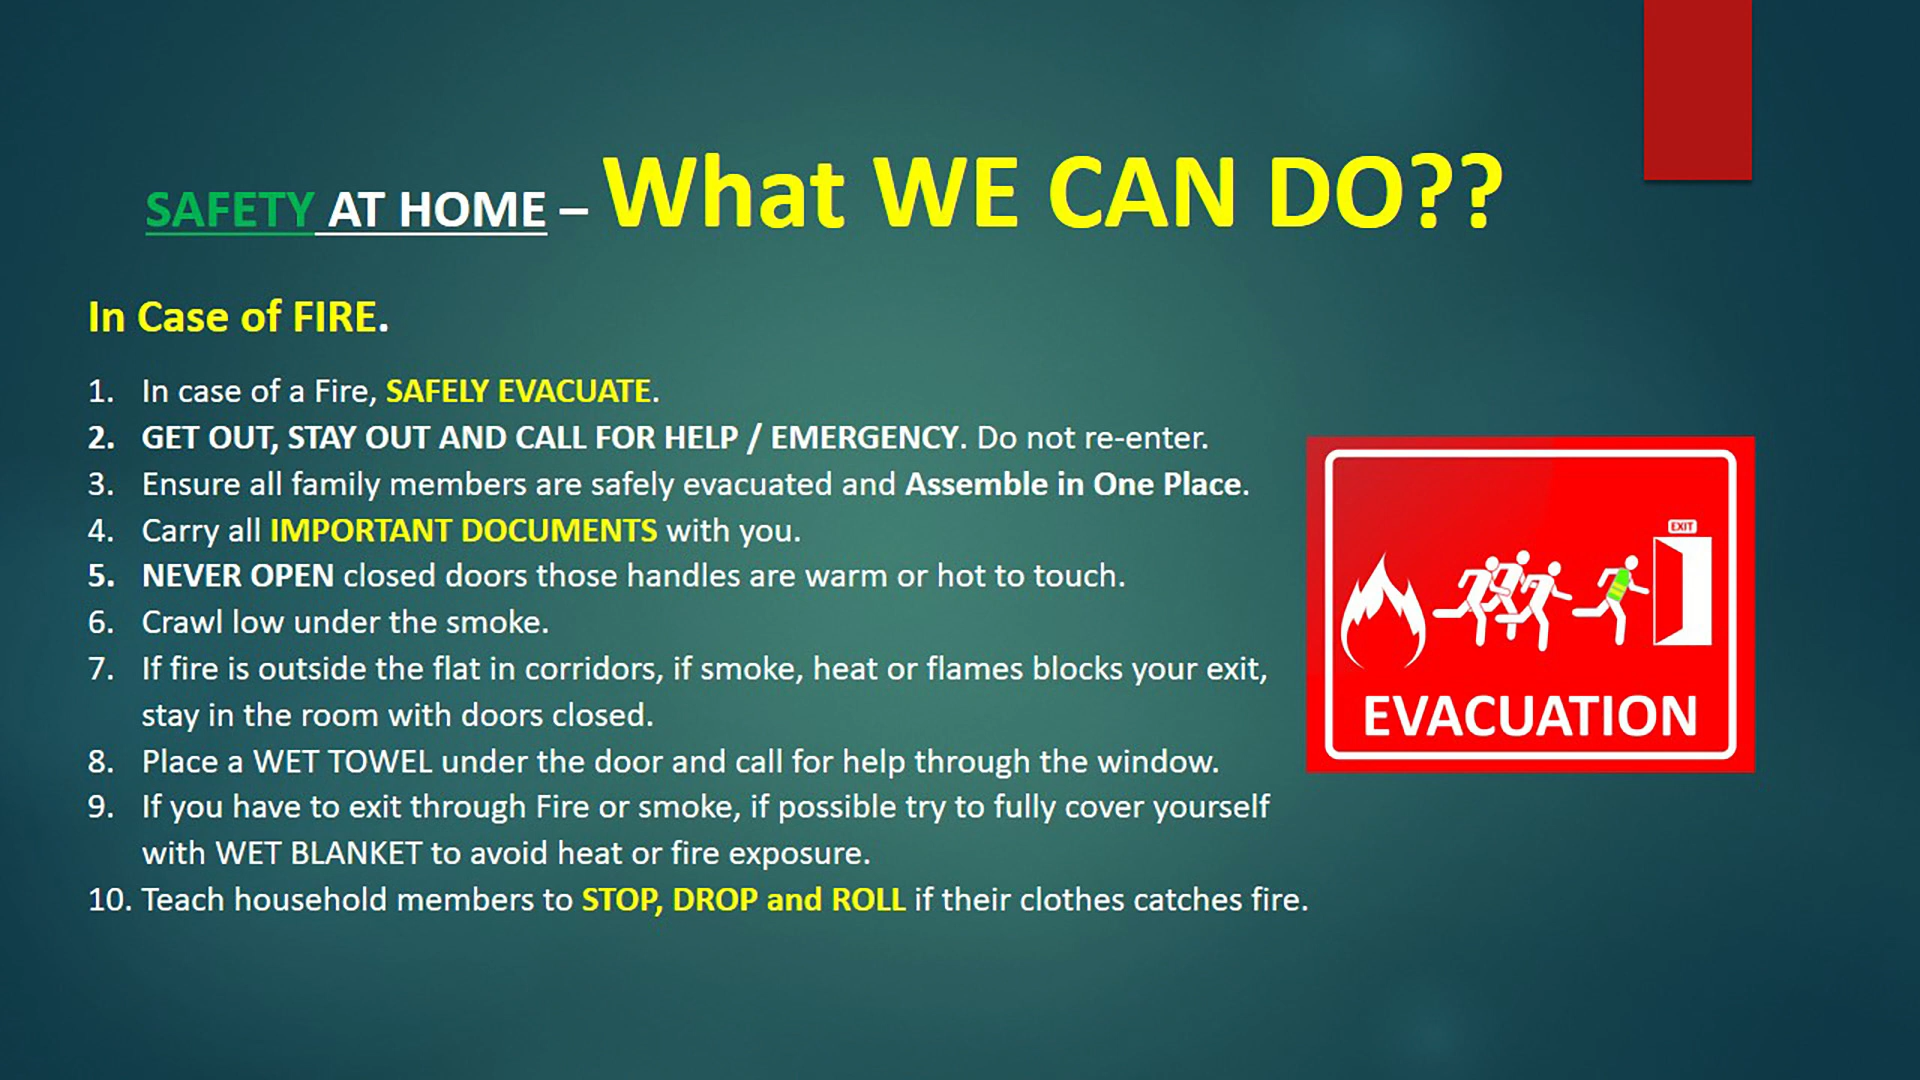 SAFETY AT HOME – What WE CAN DO??
In Case of FIRE.
1. In case of a Fire, SAFELY EVACUATE.
2. GET OUT, STAY OUT AND CALL FOR HELP / EMERGENCY. Do not re-enter.
3. Ensure all family members are safely evacuated and Assemble in One Place.
4. Carry all IMPORTANT DOCUMENTS with you.
5. NEVER OPEN closed doors those handles are warm or hot to touch.
6. Crawl low under the smoke.
7. If fire is outside the flat in corridors, if smoke, heat or flames blocks your exit,
stay in the room with doors closed.
8. Place a WET TOWEL under the door and call for help through the window.
9. If you have to exit through Fire or smoke, if possible try to fully cover yourself
with WET BLANKET to avoid heat or fire exposure.
10. Teach household members to STOP, DROP and ROLL if their clothes catches fire.
EXIT
EVACUATION